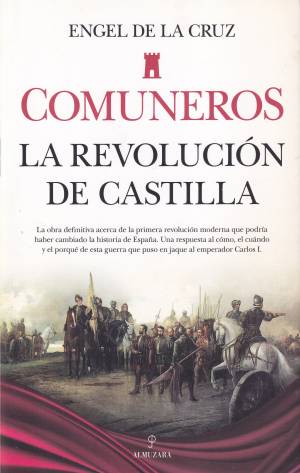 ENGEL DE LA CRUZ
COMUNEROS
LA REVOLUCIÓN
DE CASTILLA
La obra definitiva acerca de la primera revolución moderna que podría
haber cambiado la historia de España. Una respuesta al cómo, el cuándo
y el porqué de esta guerra que puso en jaque al emperador Carlos I.
ALMUZARA